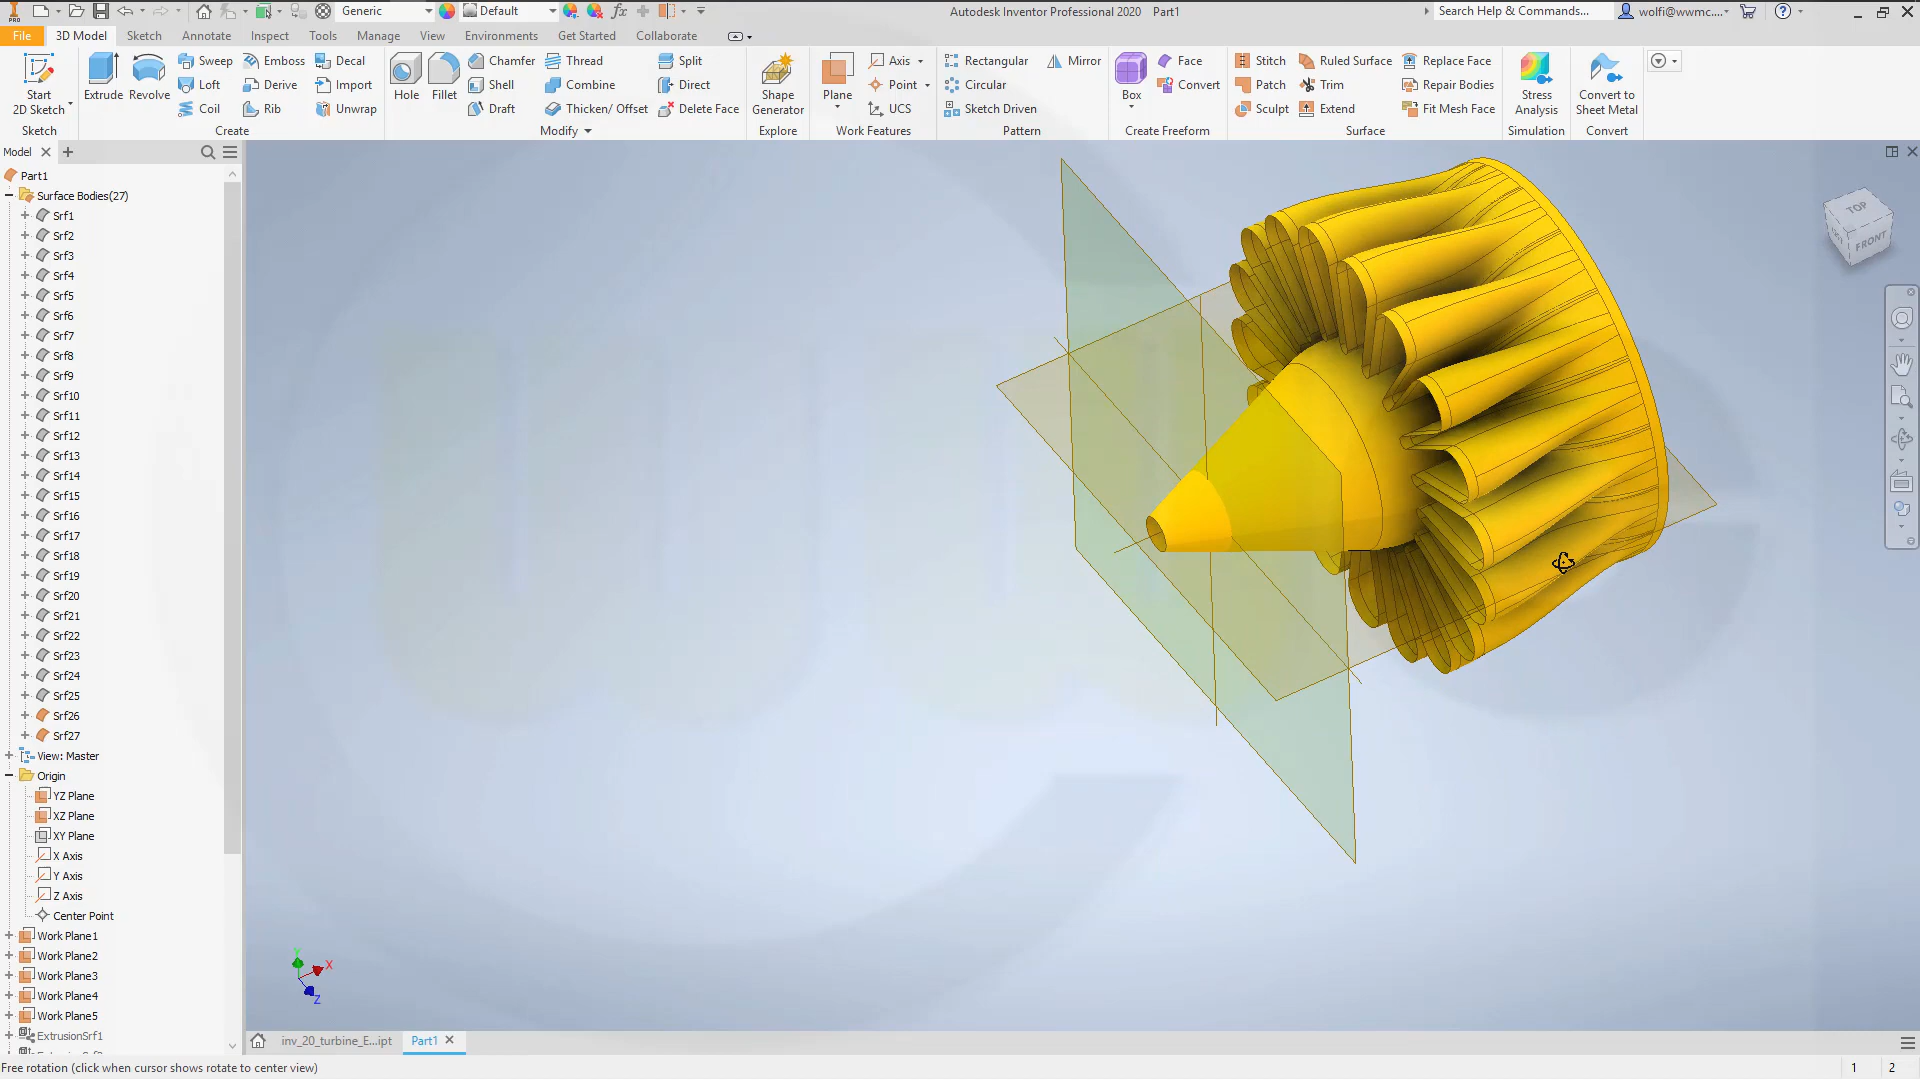 Generic
Default
Autodesk Inventor Professional 2020 Part1
Search Help & Commands...
wolfi@wwmc....
File
3D Model
Sketch
Annotate
Inspect
Tools
Manage
View
Environments
Get Started
Collaborate
Start
2D Sketch
Sketch
Extrude
Revolve
Sweep
Loft
Coil
Emboss
Derive
Rib
Decal
Import
Unwrap
Create
Hole
Fillet
Chamfer
Shell
Draft
Thread
Combine
Thicken/ Offset
Split
Direct
Delete Face
Modify
Shape
Generator
Explore
Plane
Axis
Point
UCS
Work Features
Rectangular
Circular
Sketch Driven
Mirror
Pattern
Box
Face
Convert
Create Freeform
Stitch
Patch
Sculpt
Ruled Surface
Trim
Extend
Replace Face
Repair Bodies
Fit Mesh Face
Surface
Stress
Analysis
Simulation
Convert to
Sheet Metal
Convert
Model
Part1
Surface Bodies(27)
Srf1
Srf2
Srf3
Srf4
Srf5
Srf6
Srf7
Srf8
Srf9
Srf10
Srf11
Srf12
Srf13
Srf14
Srf15
Srf16
Srf17
Srf18
Srf19
Srf20
Srf21
Srf22
Srf23
Srf24
Srf25
Srf26
Srf27
View: Master
Origin
YZ Plane
XZ Plane
XY Plane
X Axis
Y Axis
Z Axis
Center Point
Work Plane1
Work Plane2
Work Plane3
Work Plane4
Work Plane5
ExtrusionSrf1
TOP
FRONT
Y
X
Z
inv_20_turbine_E...ipt
Part1
Free rotation (click when cursor shows rotate to center view)
1
2